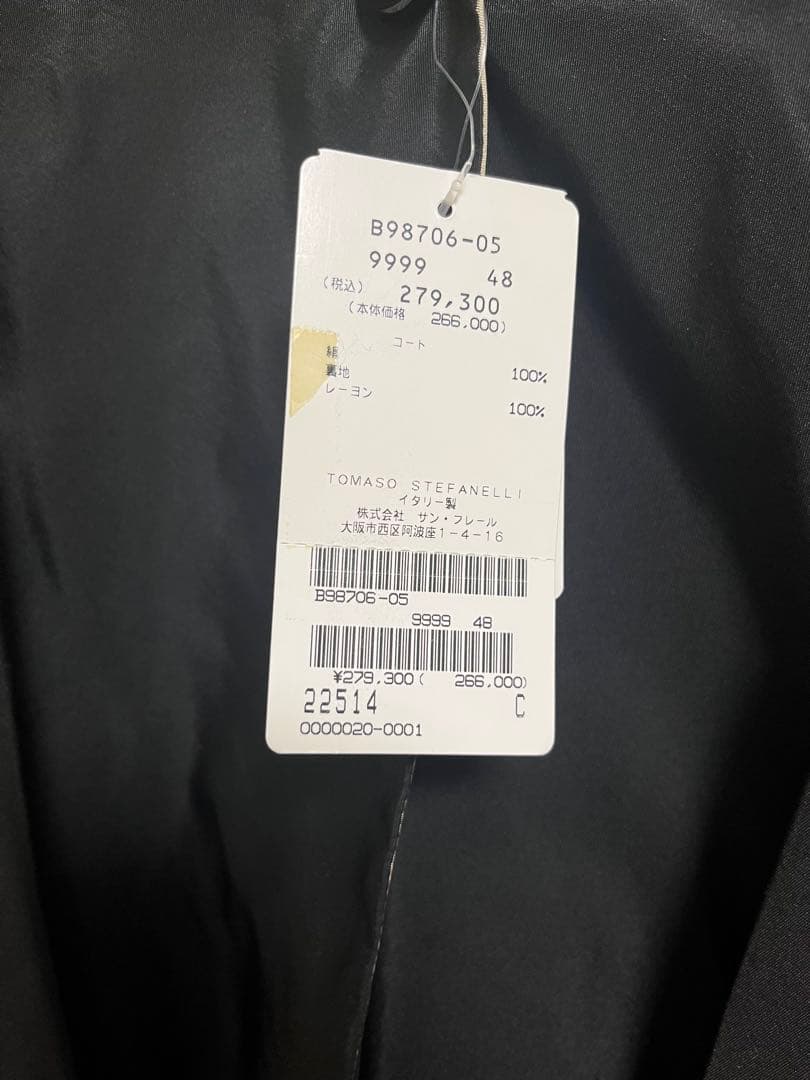 B98706-05
9999 48
(税込) 279,300
(本体価格 266,000)
コート
絹 100%
裏地
レーヨン 100%
TOMASO STEFANELLI
イタリー製
株式会社 サン・フレール
大阪市西区阿波座1-4-16
B98706-05
9999 48
¥279,300( 266,000)
22514 C
0000020-0001